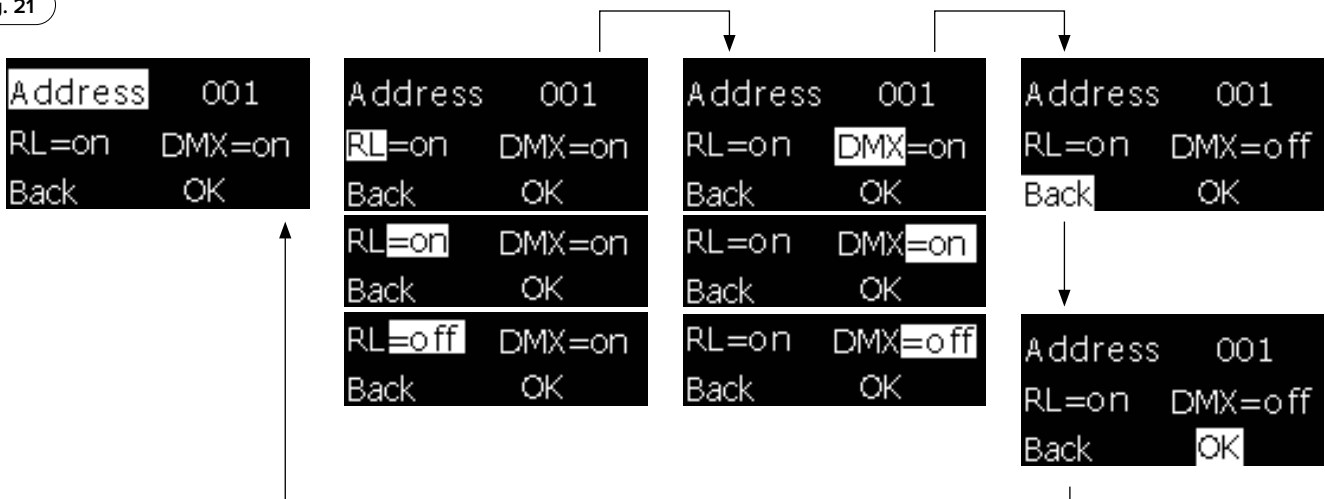 g. 21
Address 001
RL=on DMX=on
Back OK
Address 001
RL=on DMX=on
Back OK
RL=on DMX=on
Back OK
RL=off DMX=on
Back OK
Address 001
RL=on DMX=on
Back OK
RL=on DMX=on
Back OK
RL=on DMX=off
Back OK
Address 001
RL=on DMX=off
Back OK
Address 001
RL=on DMX=off
Back OK